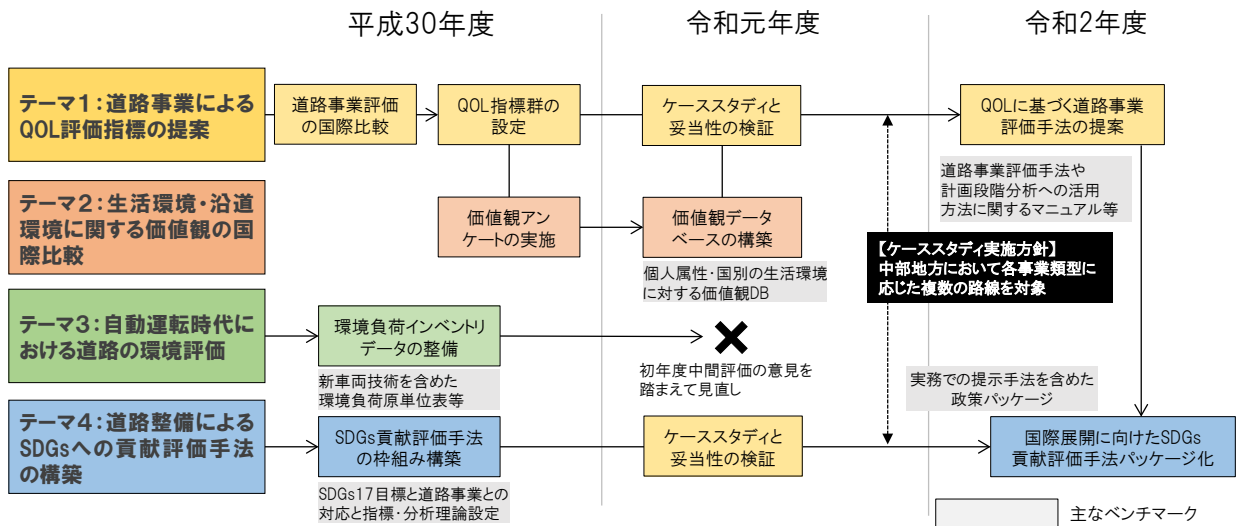 平成30年度
令和元年度
令和2年度
テーマ1：道路事業による
QOL評価指標の提案
道路事業評価
の国際比較
QOL指標群の
設定
ケーススタディと
妥当性の検証
QOLに基づく道路事業
評価手法の提案
道路事業評価手法や
計画段階分析への活用
方法に関するマニュアル等
テーマ2：生活環境・沿道
環境に関する価値観の国
際比較
価値観アン
ケートの実施
価値観データ
ベースの構築
個人属性・国別の生活環境
に対する価値観DB
【ケーススタディ実施方針】
中部地方において各事業類型に
応じた複数の路線を対象
テーマ3：自動運転時代に
おける道路の環境評価
環境負荷インベントリ
データの整備
新車両技術を含めた
環境負荷原単位表等
初年度中間評価の意見を
踏まえて見直し
実務での提示手法を含めた
政策パッケージ
テーマ4：道路整備による
SDGsへの貢献評価手法
の構築
SDGs貢献評価手法
の枠組み構築
SDGs17目標と道路事業との
対応と指標・分析理論設定
ケーススタディと
妥当性の検証
国際展開に向けたSDGs
貢献評価手法パッケージ化
主なベンチマーク